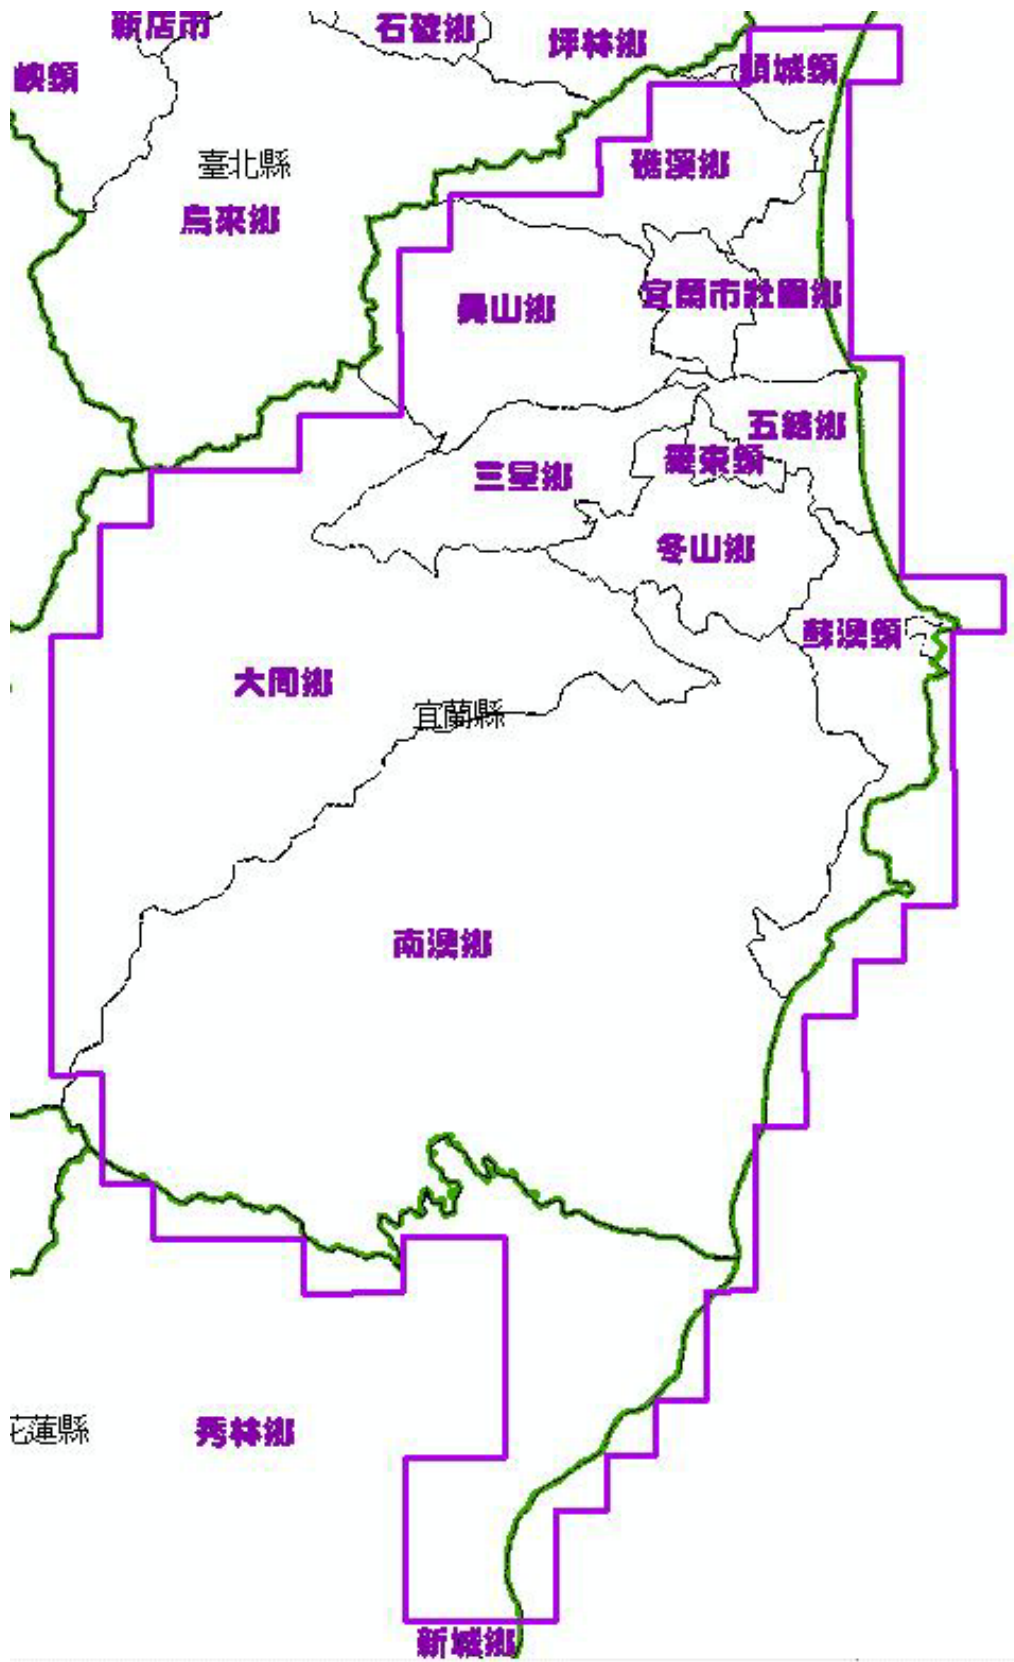 新店市
石碇鄉
坪林鄉
峽鎮
頭城鎮
臺北縣
礁溪鄉
烏來鄉
員山鄉
宜蘭市 壯圍鄉
五結鄉
三星鄉
羅東鎮
冬山鄉
蘇澳鎮
大同鄉
宜蘭縣
南澳鄉
花蓮縣
秀林鄉
新城鄉